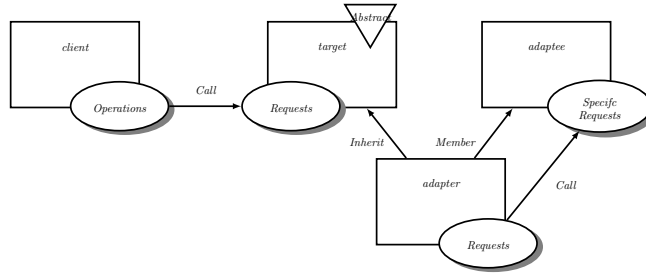 Abstract
client
target
adaptee
Call
Operations
Requests
Specifc
Requests
Inherit
Member
adapter
Call
Requests